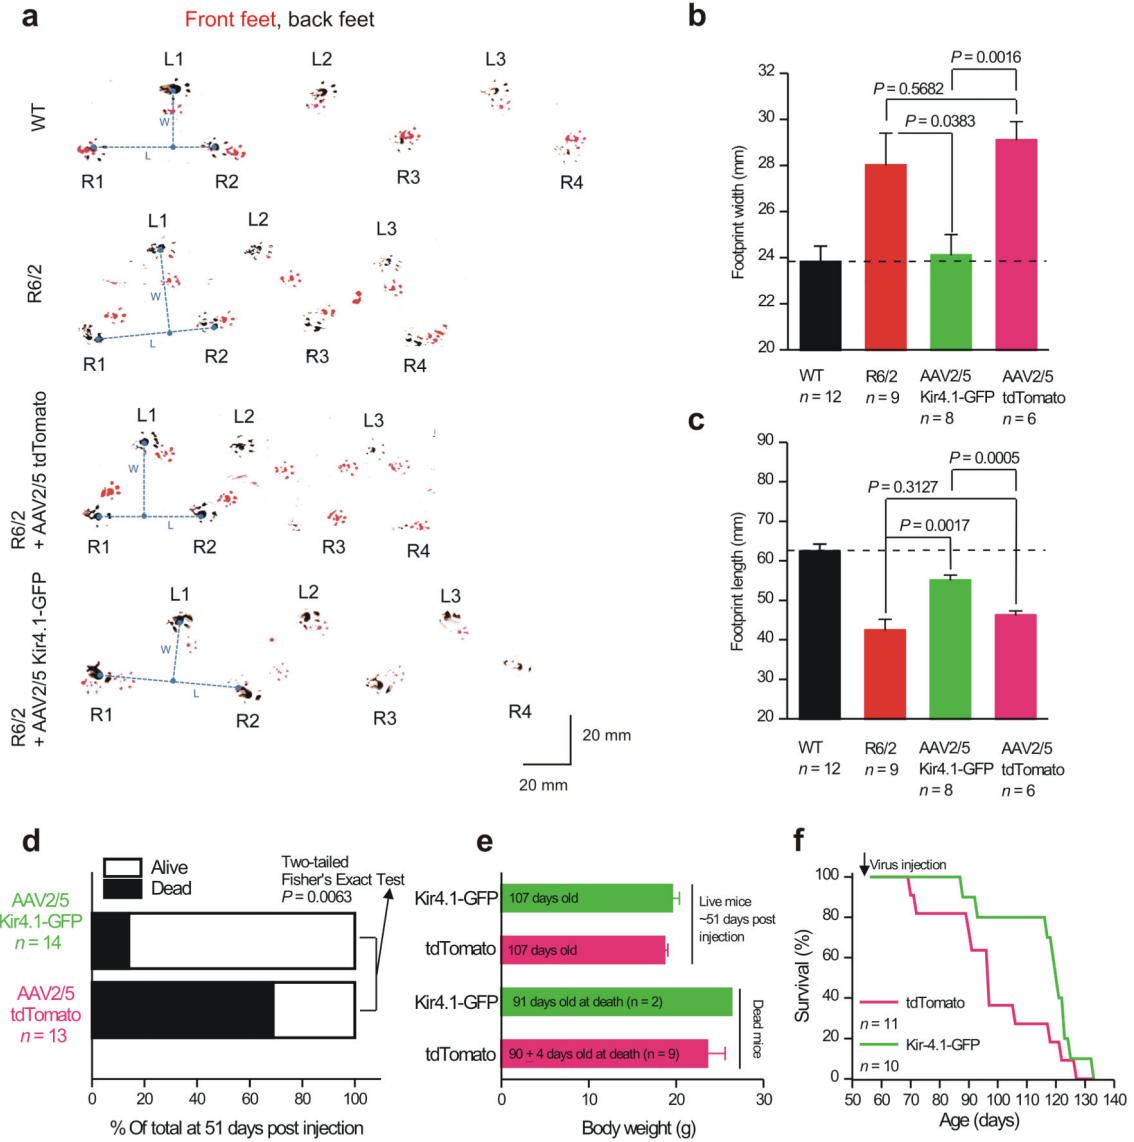 a
Front feet, back feet
WT
L1
L2
L3
W
L
R1
R2
R3
R4
R6/2
L1
L2
L3
W
L
R1
R2
R3
R4
R6/2
+ AAV2/5 tdTomato
L1
L2
L3
W
L
R1
R2
R3
R4
R6/2
+ AAV2/5 Kir4.1-GFP
L1
L2
L3
W
L
R1
R2
R3
R4
20 mm
20 mm
b
Footprint width (mm)
32
30
28
26
24
22
20
P = 0.0016
P = 0.5682
P = 0.0383
WT
n = 12
R6/2
n = 9
AAV2/5
Kir4.1-GFP
n = 8
AAV2/5
tdTomato
n = 6
c
Footprint length (mm)
90
80
70
60
50
40
30
20
P = 0.0005
P = 0.3127
P = 0.0017
WT
n = 12
R6/2
n = 9
AAV2/5
Kir4.1-GFP
n = 8
AAV2/5
tdTomato
n = 6
d
Alive
Dead
Two-tailed
Fisher's Exact Test
P = 0.0063
AAV2/5
Kir4.1-GFP
n = 14
AAV2/5
tdTomato
n = 13
0 20 40 60 80 100
% Of total at 51 days post injection
e
Kir4.1-GFP
107 days old
tdTomato
107 days old
Live mice
~51 days post
injection
Kir4.1-GFP
91 days old at death (n = 2)
tdTomato
90 ± 4 days old at death (n = 9)
Dead mice
0 10 20 30
Body weight (g)
f
Virus injection
Survival (%)
100
80
60
40
20
0
tdTomato
n = 11
Kir-4.1-GFP
n = 10
50 60 70 80 90 100 110 120 130 140
Age (days)